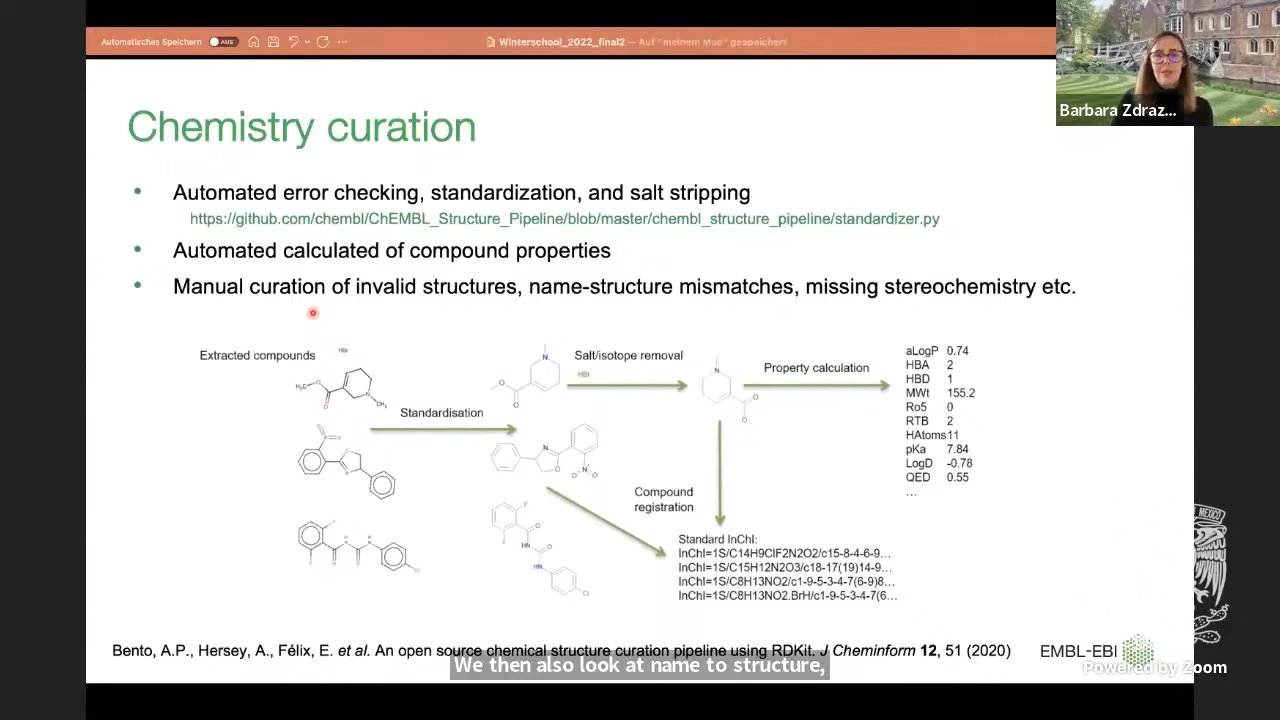 Automatisches Speichern AUS
Winterschool_2022_final2 — Auf "meinem Mac" gespeichert
Barbara Zdraz...
Chemistry curation
• Automated error checking, standardization, and salt stripping
https://github.com/chembl/ChEMBL_Structure_Pipeline/blob/master/chembl_structure_pipeline/standardizer.py
• Automated calculated of compound properties
• Manual curation of invalid structures, name-structure mismatches, missing stereochemistry etc.
Extracted compounds
HBr
Standardisation
Salt/isotope removal
HBr
Property calculation
Compound
registration
aLogP 0.74
HBA 2
HBD 1
MWt 155.2
Ro5 0
RTB 2
HAtoms 11
pKa 7.84
LogD -0.78
QED 0.55
...
Standard InChI:
InChI=1S/C14H9ClF2N2O2/c15-8-4-6-9...
InChI=1S/C15H12N2O3/c18-17(19)14-9...
InChI=1S/C8H13NO2/c1-9-5-3-4-7(6-9)8...
InChI=1S/C8H13NO2.BrH/c1-9-5-3-4-7(6...
Bento, A.P., Hersey, A., Félix, E. et al. An open source chemical structure curation pipeline using RDKit. J Cheminform 12, 51 (2020)
EMBL-EBI
We then also look at name to structure,
Powered by Zoom